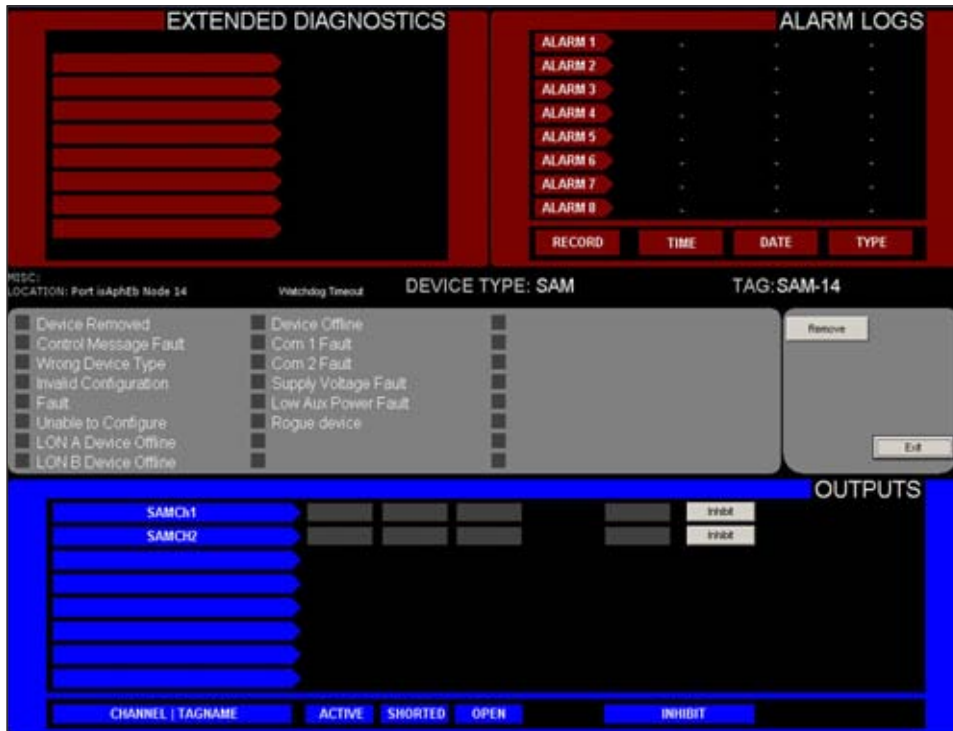 EXTENDED DIAGNOSTICS
ALARM LOGS
ALARM 1 - - -
ALARM 2 - - -
ALARM 3 - - -
ALARM 4 - - -
ALARM 5 - - -
ALARM 6 - - -
ALARM 7 - - -
ALARM 8 - - -
RECORD TIME DATE TYPE
MISC:
LOCATION: Port isAphEb Node 14 Watchdog Timeout DEVICE TYPE: SAM TAG: SAM-14
Device Removed
Control Message Fault
Wrong Device Type
Invalid Configuration
Fault
Unable to Configure
LON A Device Offline
LON B Device Offline
Device Offline
Com 1 Fault
Com 2 Fault
Supply Voltage Fault
Low Aux Power Fault
Rogue device
Remove
Exit
OUTPUTS
SAMCh1 Inhibit
SAMCH2 Inhibit
CHANNEL | TAGNAME ACTIVE SHORTED OPEN INHIBIT